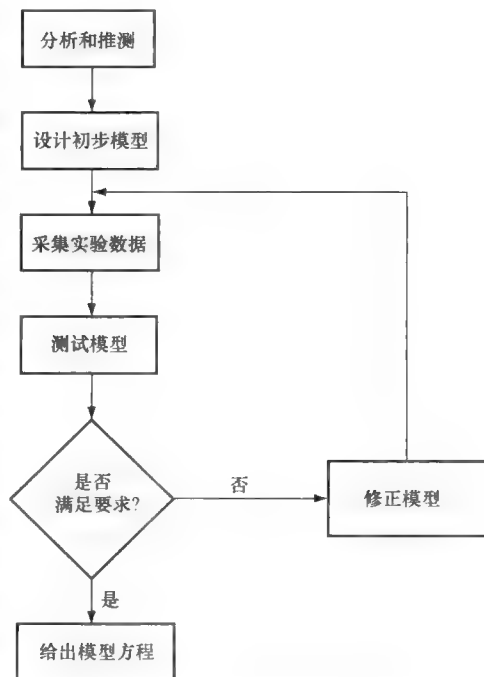 分析和推测
设计初步模型
采集实验数据
测试模型
是否
满足要求?
否
修正模型
是
给出模型方程